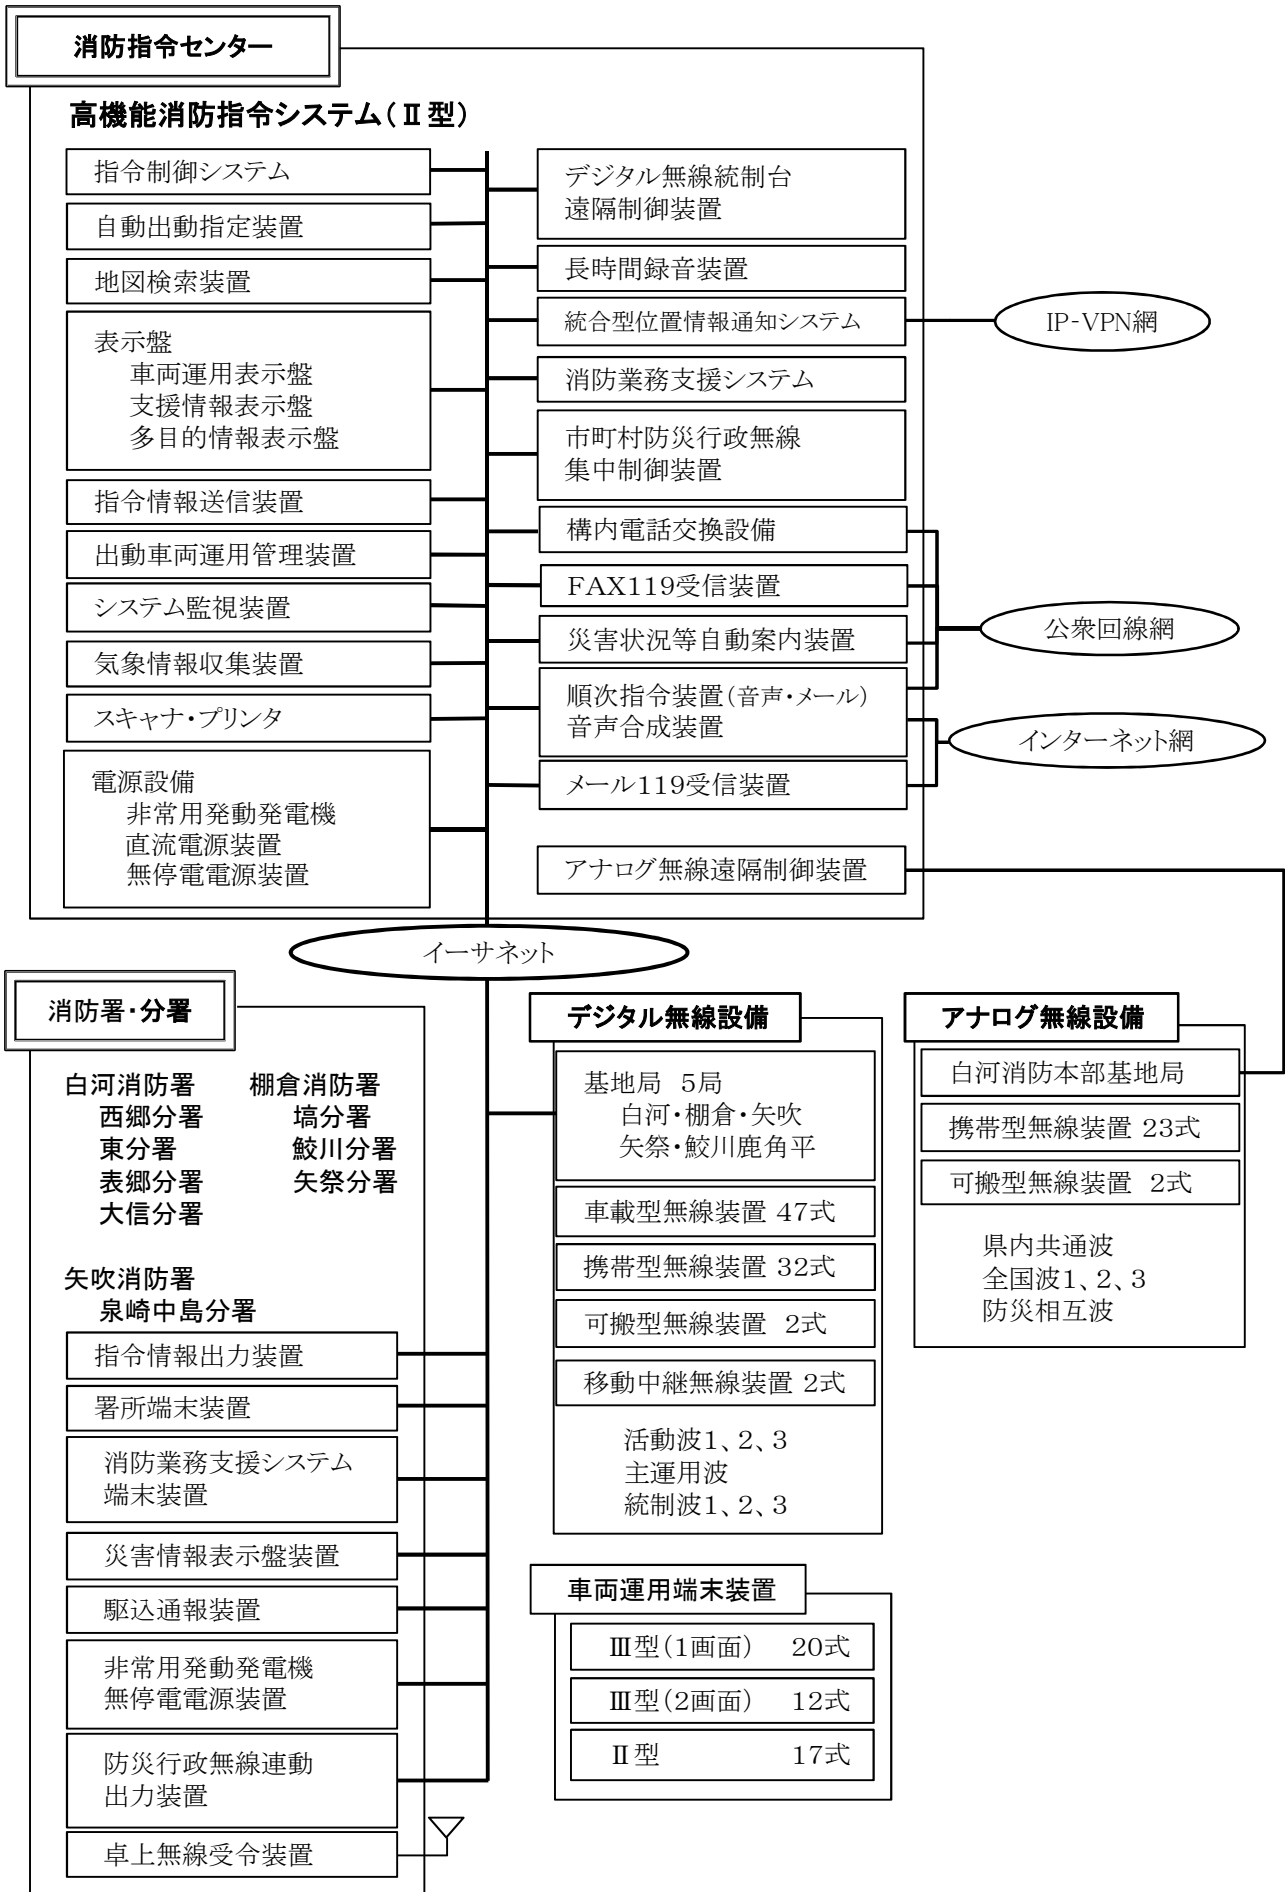 消防指令センター
高機能消防指令システム（Ⅱ型）
指令制御システム
自動出動指定装置
地図検索装置
表示盤
車両運用表示盤
支援情報表示盤
多目的情報表示盤
指令情報送信装置
出動車両運用管理装置
システム監視装置
気象情報収集装置
スキャナ・プリンタ
電源設備
非常用発動発電機
直流電源装置
無停電電源装置
デジタル無線統制台
遠隔制御装置
長時間録音装置
統合型位置情報通知システム
消防業務支援システム
市町村防災行政無線
集中制御装置
構内電話交換設備
FAX119受信装置
災害状況等自動案内装置
順次指令装置（音声・メール）
音声合成装置
メール119受信装置
アナログ無線遠隔制御装置
IP-VPN網
公衆回線網
インターネット網
イーサネット
消防署・分署
白河消防署
西郷分署
東分署
表郷分署
大信分署
棚倉消防署
塙分署
鮫川分署
矢祭分署
矢吹消防署
泉崎中島分署
指令情報出力装置
署所端末装置
消防業務支援システム
端末装置
災害情報表示盤装置
駆込通報装置
非常用発動発電機
無停電電源装置
防災行政無線連動
出力装置
卓上無線受令装置
デジタル無線設備
基地局 5局
白河・棚倉・矢吹
矢祭・鮫川鹿角平
車載型無線装置 47式
携帯型無線装置 32式
可搬型無線装置 2式
移動中継無線装置 2式
活動波1、2、3
主運用波
統制波1、2、3
車両運用端末装置
Ⅲ型（1画面） 20式
Ⅲ型（2画面） 12式
Ⅱ型 17式
アナログ無線設備
白河消防本部基地局
携帯型無線装置 23式
可搬型無線装置 2式
県内共通波
全国波1、2、3
防災相互波